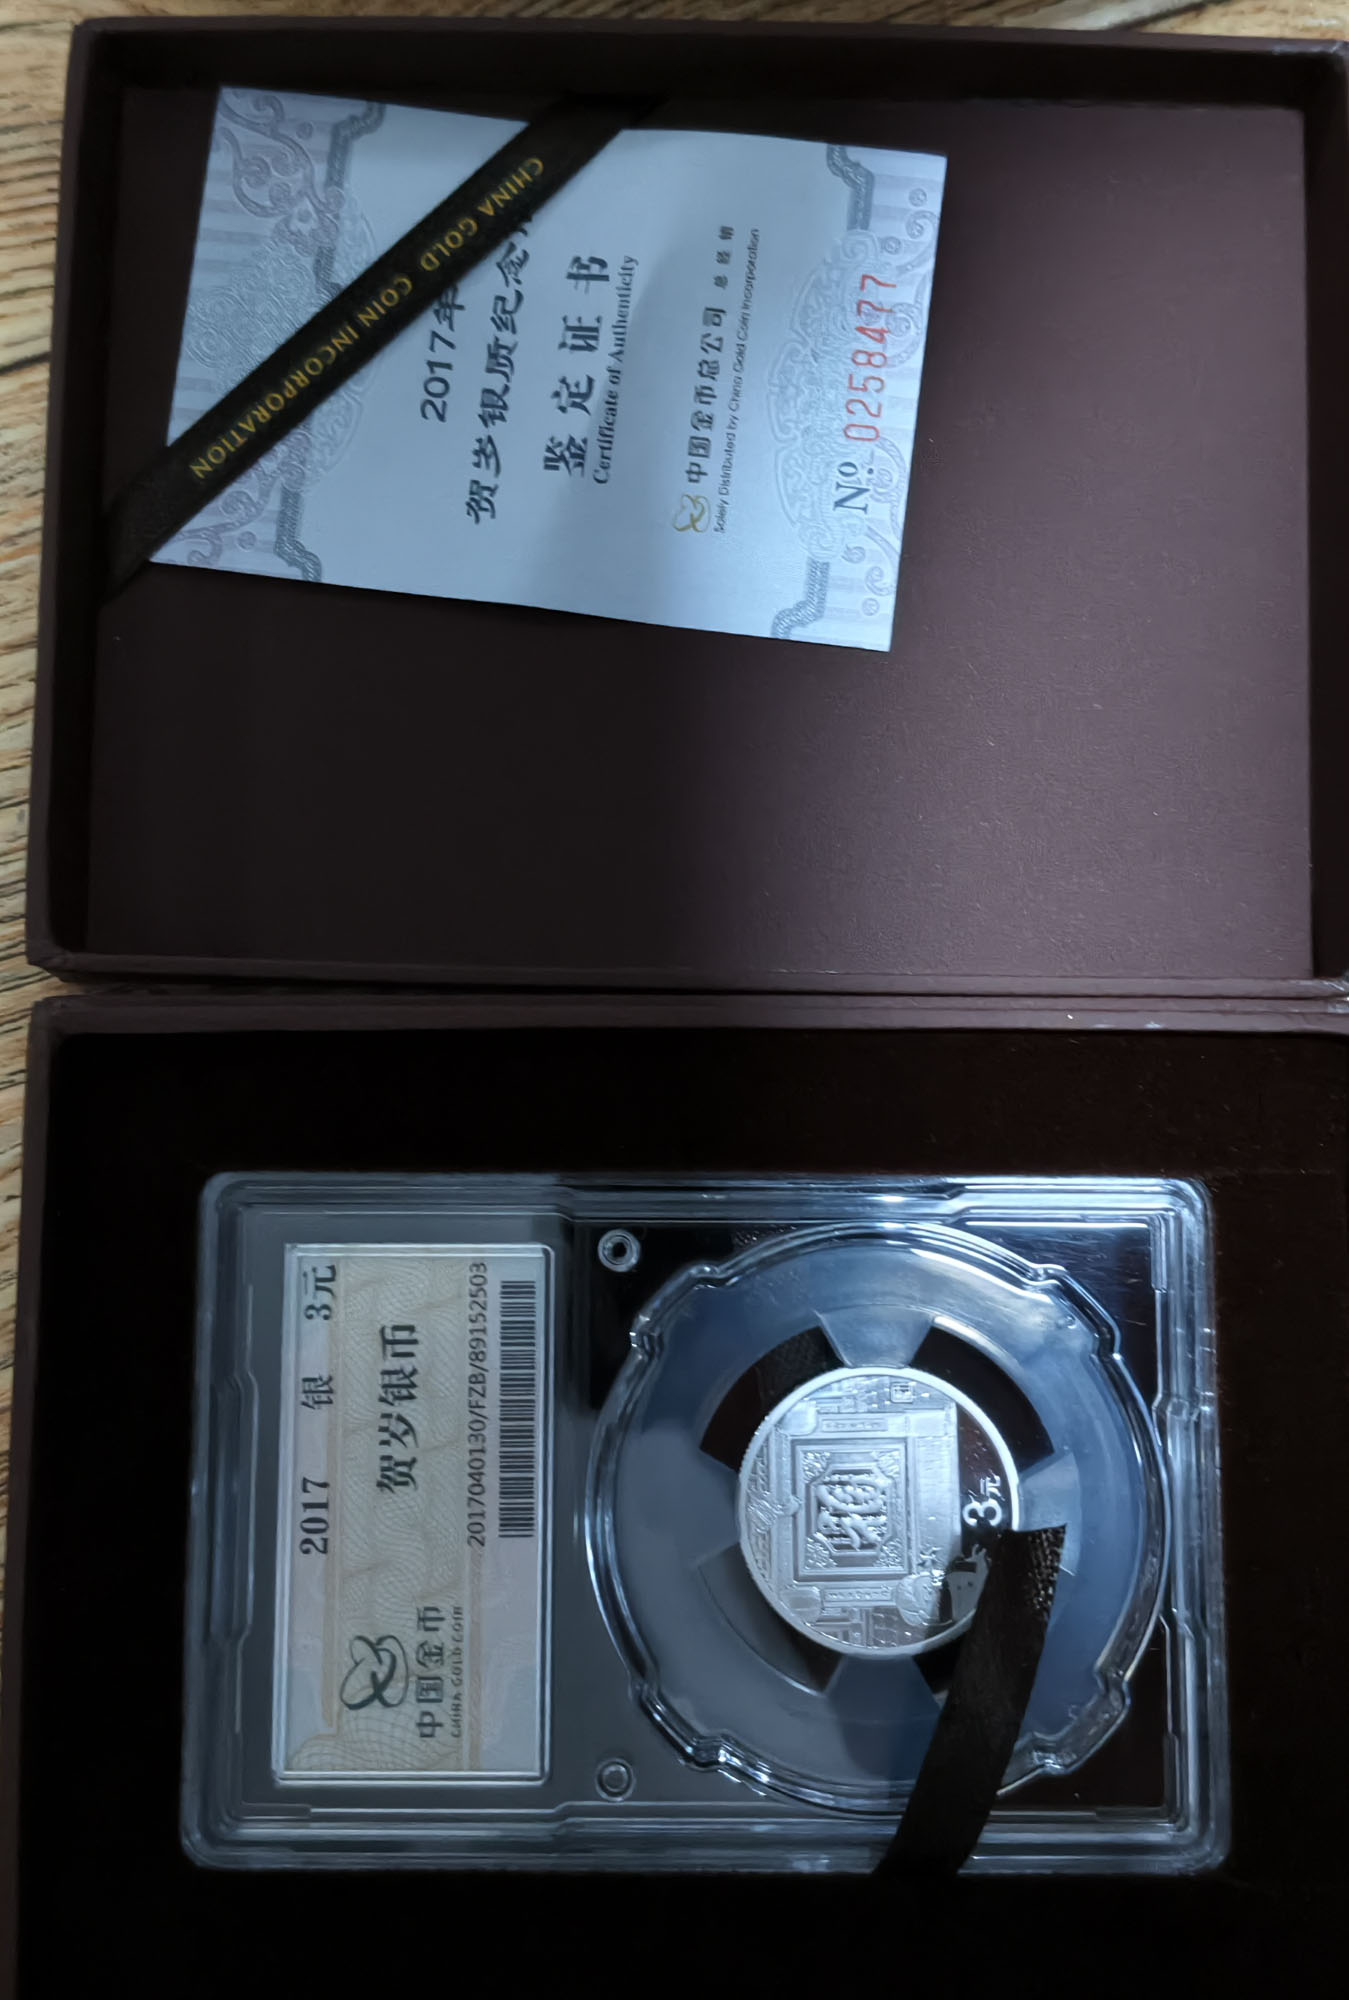 2017年
贺岁银质纪念
鉴定证书
Certificate of Authenticity
中国金币总公司 总经销
Solely Distributed by China Gold Coin Incorporation
No. 0258477
CHINA GOLD COIN INCORPORATION
2017 银 3元
贺岁银币
中国金币
CHINA GOLD COIN
2017040130/FZB/89152503
福
3元